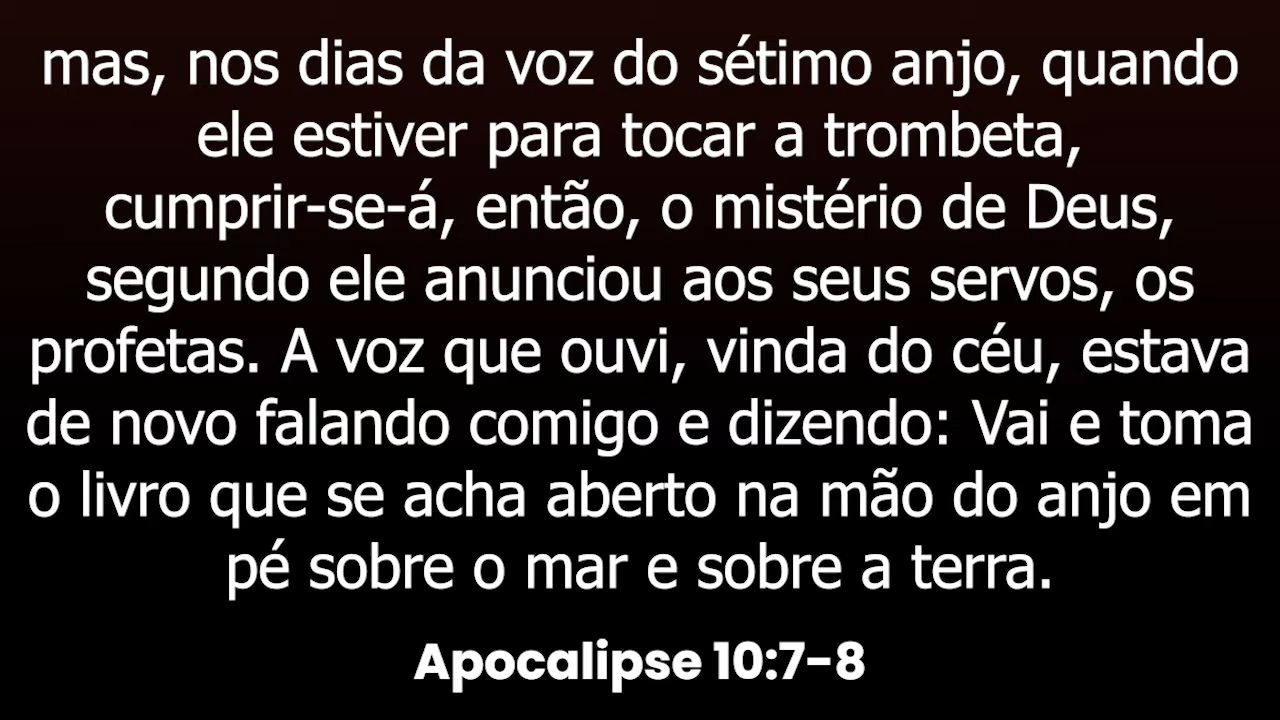 mas, nos dias da voz do sétimo anjo, quando
ele estiver para tocar a trombeta,
cumprir-se-á, então, o mistério de Deus,
segundo ele anunciou aos seus servos, os
profetas. A voz que ouvi, vinda do céu, estava
de novo falando comigo e dizendo: Vai e toma
o livro que se acha aberto na mão do anjo em
pé sobre o mar e sobre a terra.
Apocalipse 10:7-8